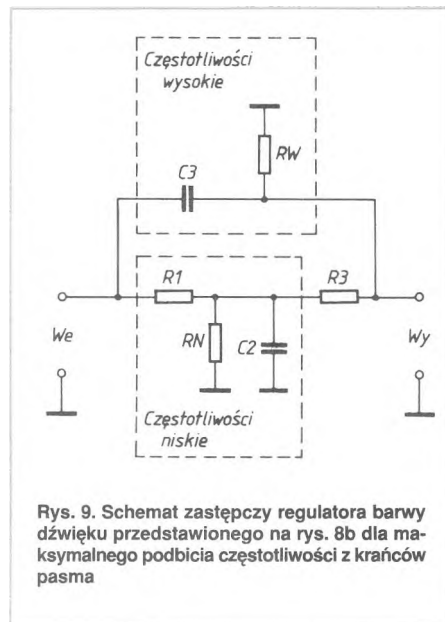 Częstotliwości
wysokie
RW
C3
R1
R3
We
RN
C2
Wy
Częstotliwości
niskie
Rys. 9. Schemat zastępczy regulatora barwy
dźwięku przedstawionego na rys. 8b dla ma-
ksymalnego podbicia częstotliwości z krańców
pasma